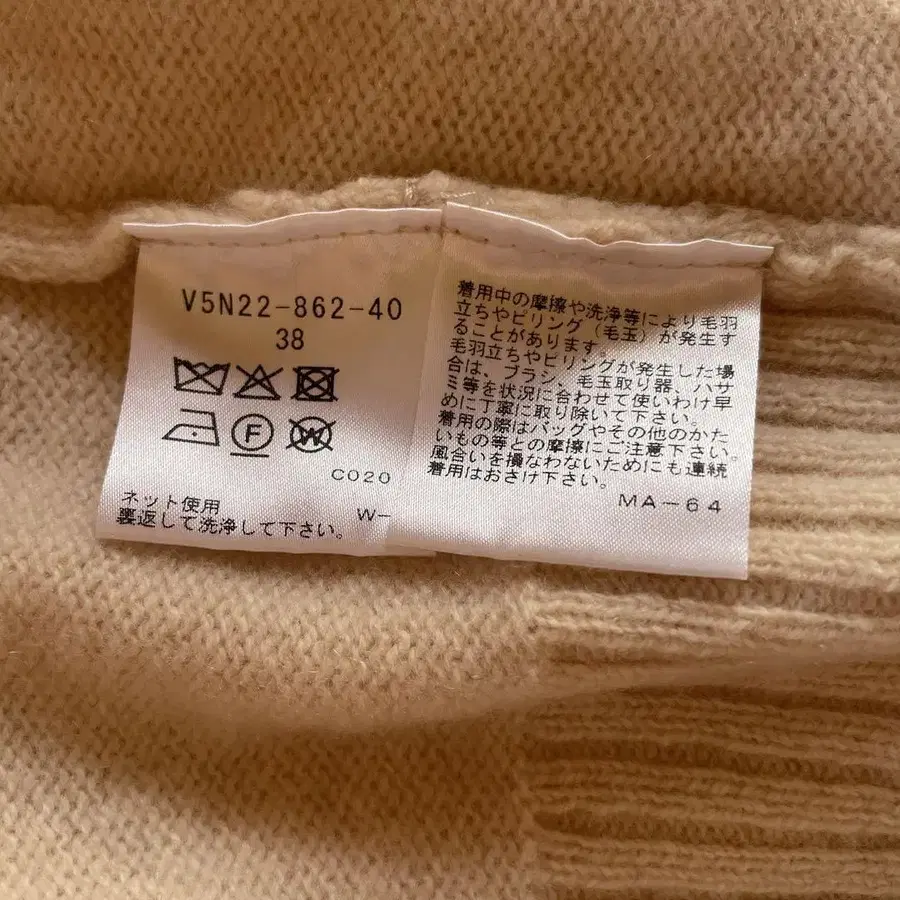 V5N22-862-40
38
F
W
C020
ネット使用
裏返して洗浄して下さい。
W-
着用中の摩擦や洗浄等により毛羽
立ちやピリング（毛玉）が発生す
ることがあります。
毛羽立ちやピリングが発生した場
合は、ブラシ、毛玉取り器、ハサ
ミ等を状況に合わせて使いわけ早
めに丁寧に取り除いて下さい。
着用の際はバッグやその他のかた
いもの等との摩擦にご注意下さい。
風合いを損なわないためにも連続
着用はおさけ下さい。
MA-64